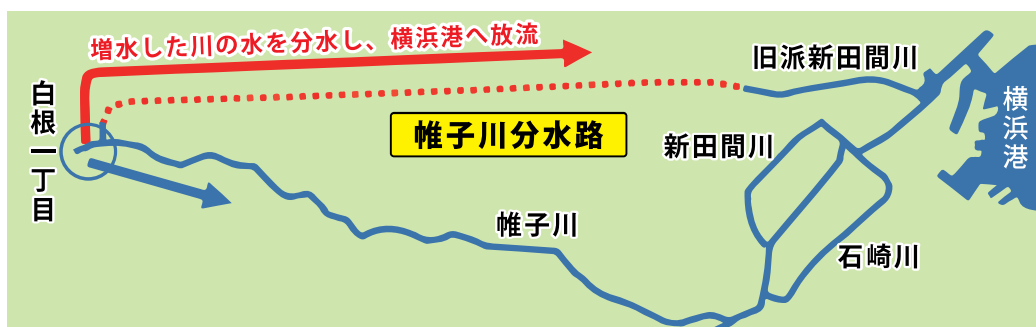 増水した川の水を分水し、横浜港へ放流
旧派新田間川
白根一丁目
横浜港
帷子川分水路
新田間川
帷子川
石崎川